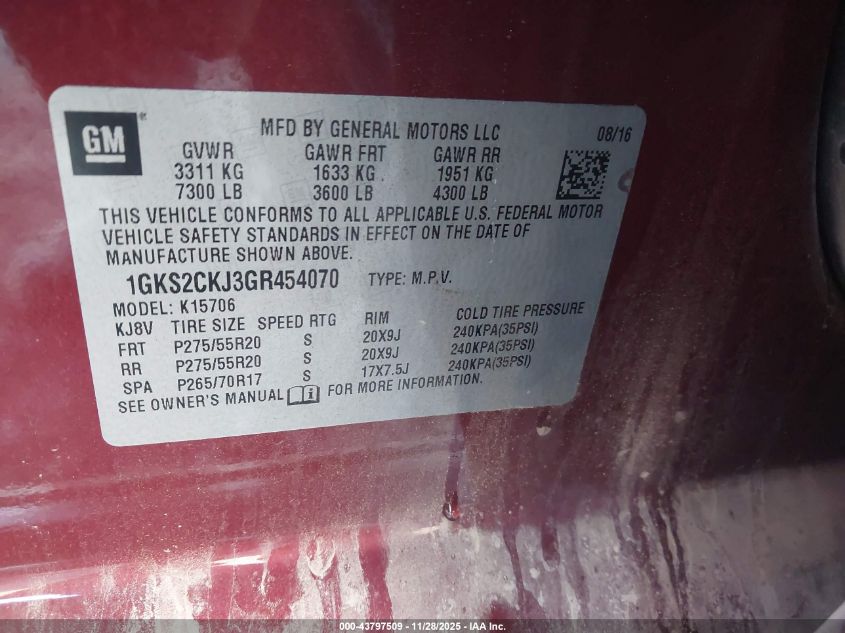 GM
MFD BY GENERAL MOTORS LLC 08/16
GVWR GAWR FRT GAWR RR
3311 KG 1633 KG 1951 KG
7300 LB 3600 LB 4300 LB
THIS VEHICLE CONFORMS TO ALL APPLICABLE U.S. FEDERAL MOTOR
VEHICLE SAFETY STANDARDS IN EFFECT ON THE DATE OF
MANUFACTURE SHOWN ABOVE.
1GKS2CKJ3GR454070 TYPE: M.P.V.
MODEL: K15706
KJ8V TIRE SIZE SPEED RTG RIM COLD TIRE PRESSURE
FRT P275/55R20 S 20X9J 240KPA(35PSI)
RR P275/55R20 S 20X9J 240KPA(35PSI)
SPA P265/70R17 S 17X7.5J 240KPA(35PSI)
SEE OWNER'S MANUAL FOR MORE INFORMATION.
000-43797509 - 11/28/2025 - IAA Inc.